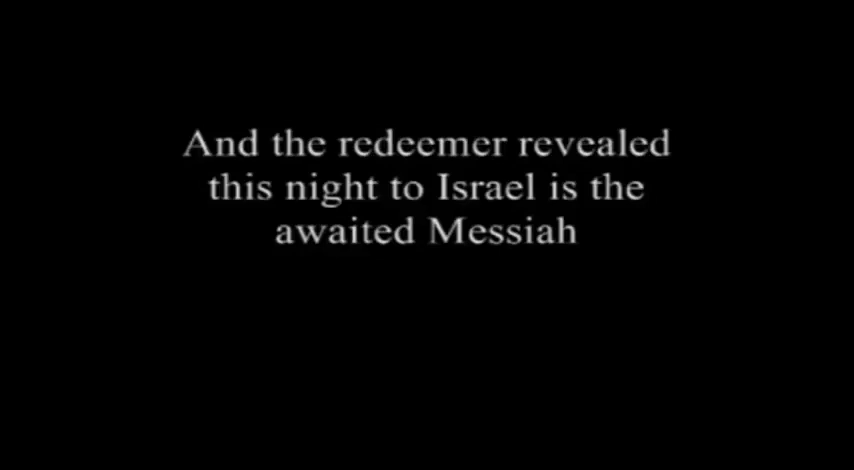 And the redeemer revealed
this night to Israel is the
awaited Messiah